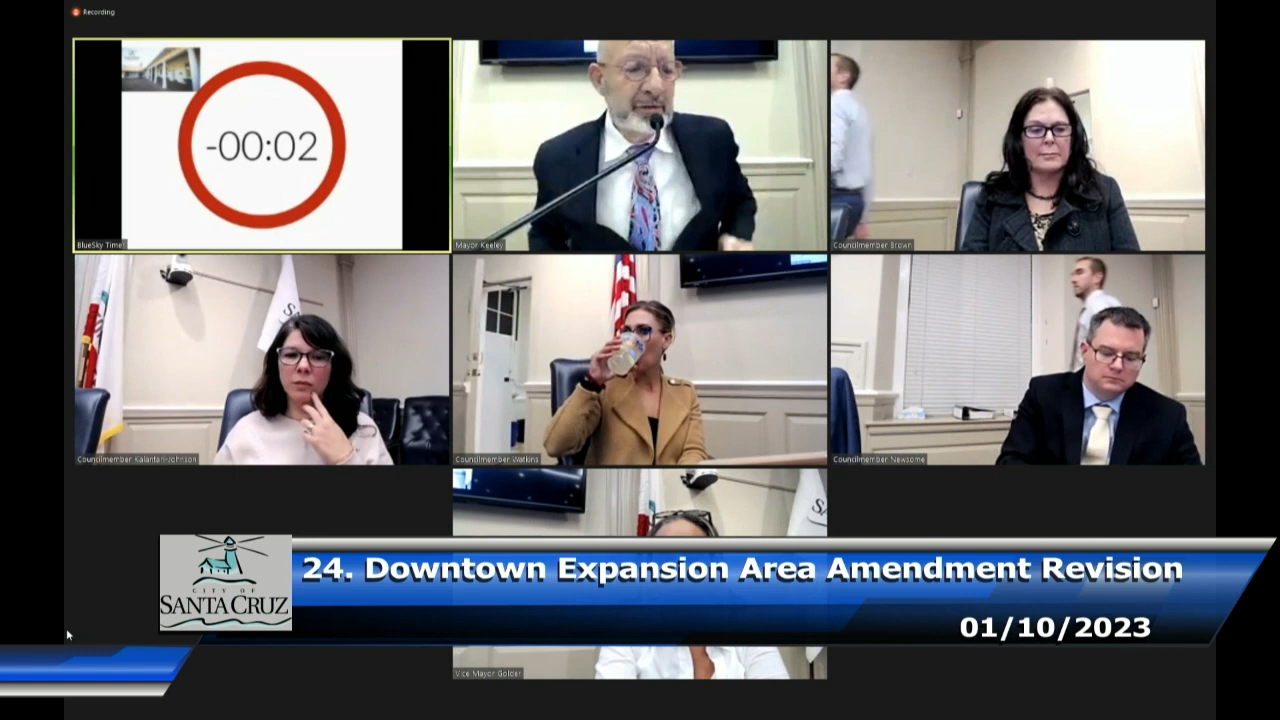 Recording
-00:02
BlueSky Timer
Mayor Keeley
Councilmember Brown
Councilmember Kalantari-Johnson
Councilmember Watkins
Councilmember Newsome
CITY OF
SANTA CRUZ
24. Downtown Expansion Area Amendment Revision
01/10/2023
Vice Mayor Golder